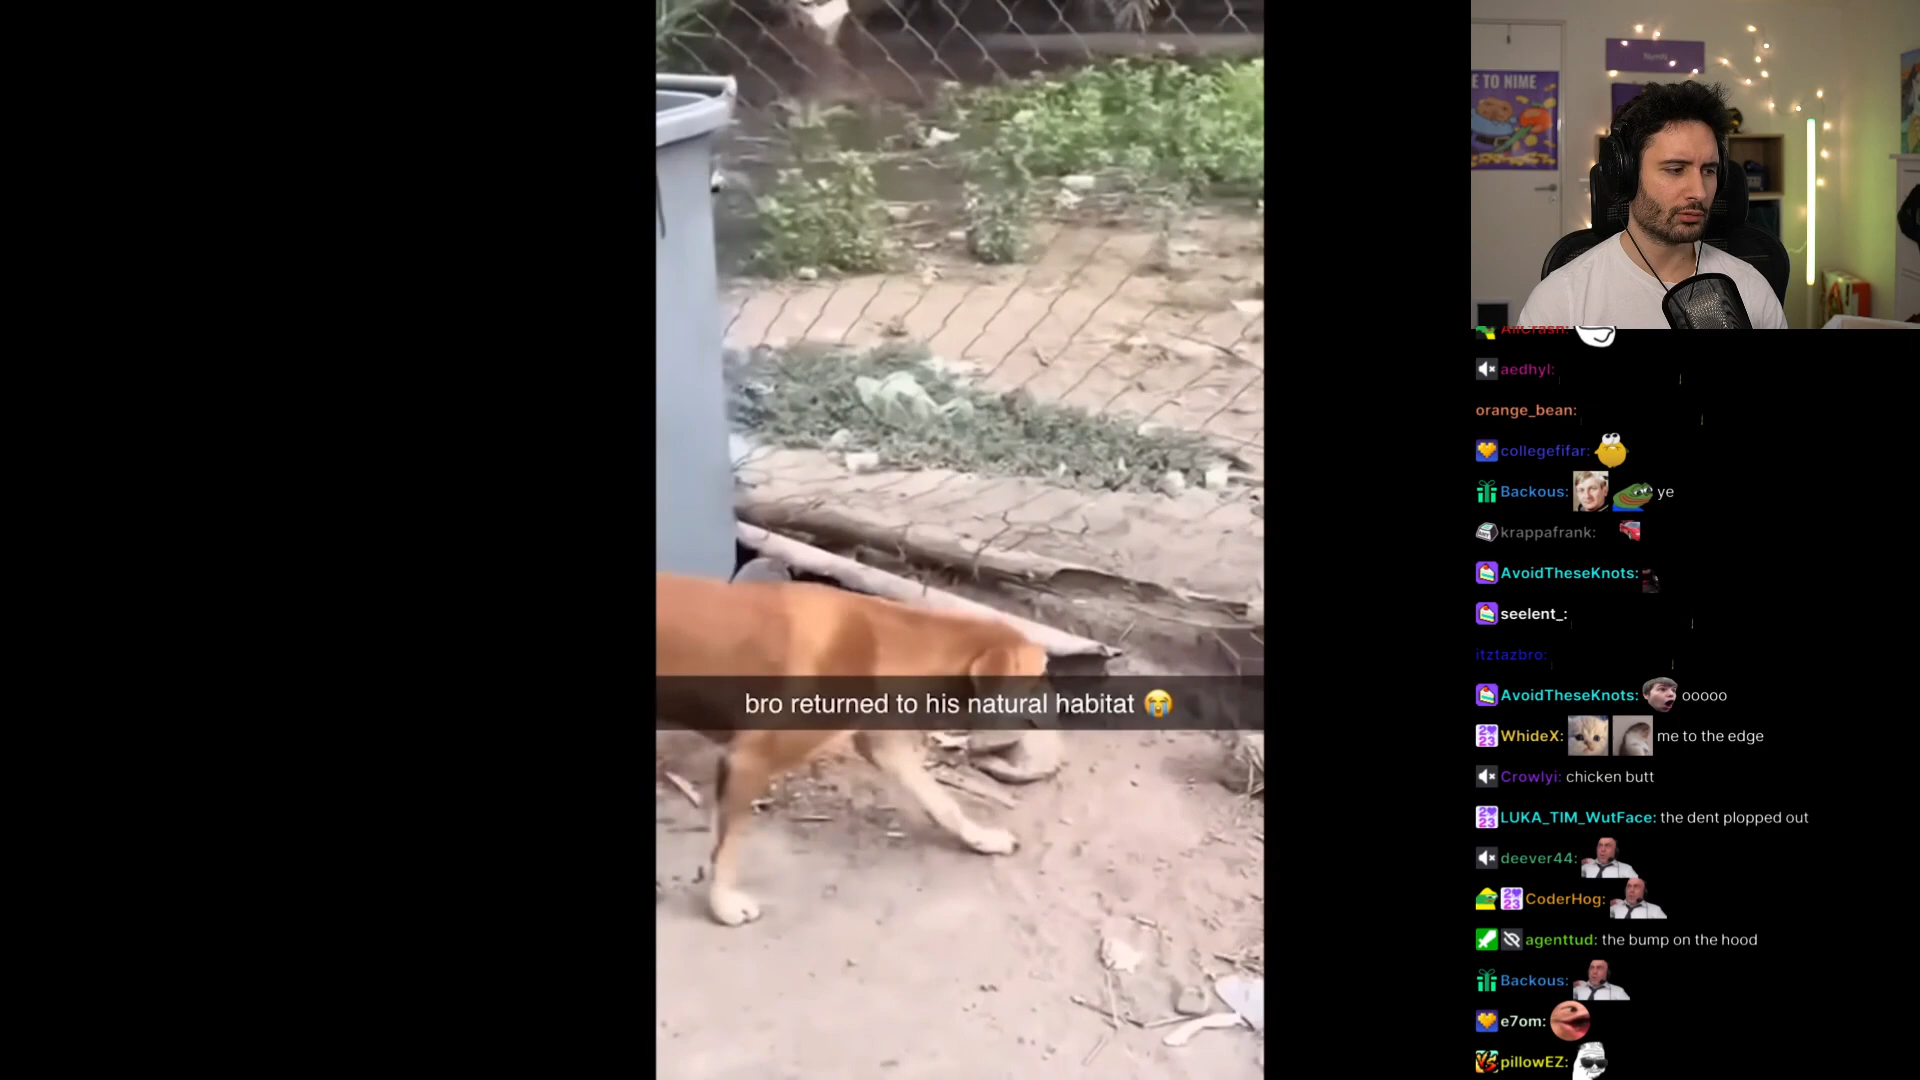 E TO NIME
bro returned to his natural habitat 😭
AllCrash:
aedhyl:
orange_bean:
collegefifar:
Backous: ye
krappafrank:
AvoidTheseKnots:
seelent_:
itztazbro:
AvoidTheseKnots: ooooo
WhideX: me to the edge
Crowlyi: chicken butt
LUKA_TIM_WutFace: the dent plopped out
deever44:
CoderHog:
agenttud: the bump on the hood
Backous:
e7om:
pillowEZ: